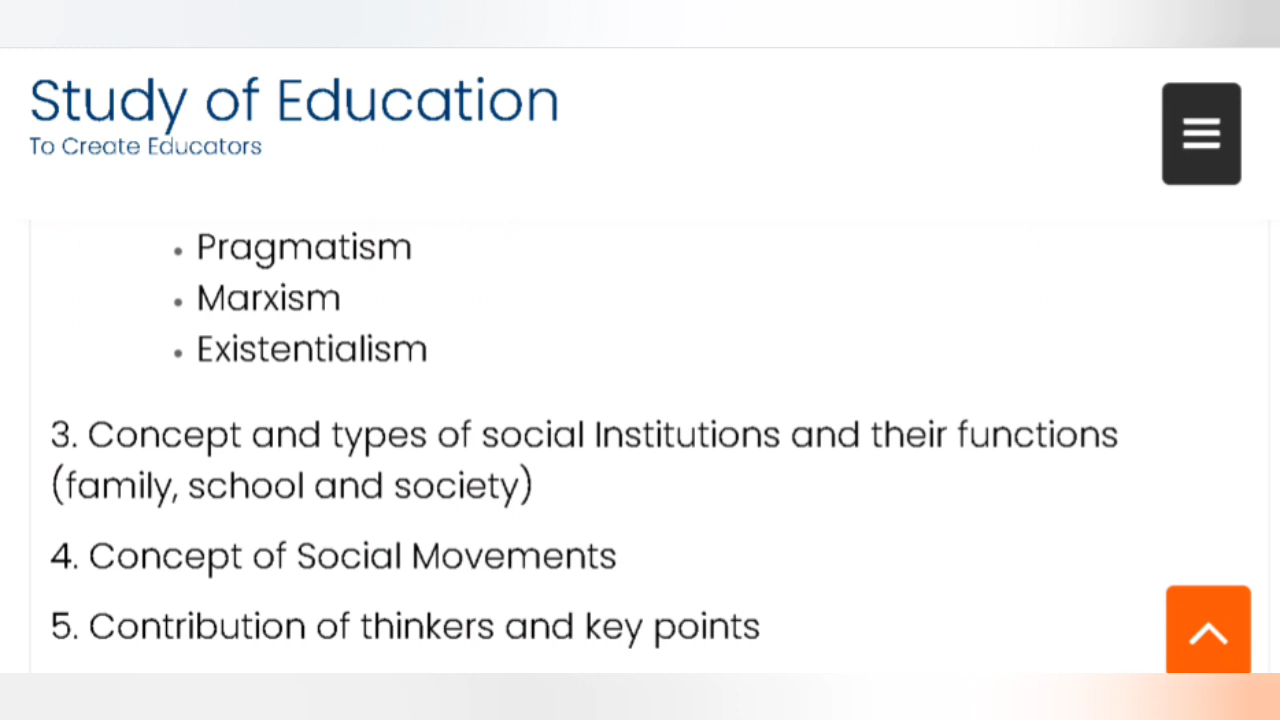 Study of Education
To Create Educators
• Pragmatism
• Marxism
• Existentialism
3. Concept and types of social Institutions and their functions
(family, school and society)
4. Concept of Social Movements
5. Contribution of thinkers and key points